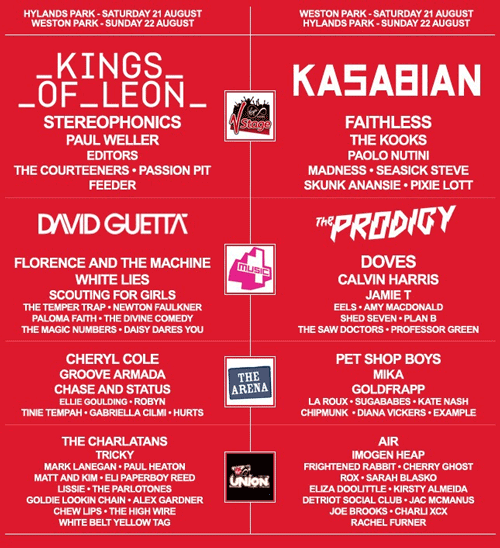 HYLANDS PARK - SATURDAY 21 AUGUST
WESTON PARK - SUNDAY 22 AUGUST
_KINGS_
_OF_LEON_
STEREOPHONICS
PAUL WELLER
EDITORS
THE COURTEENERS • PASSION PIT
FEEDER
DAVID GUETTA
FLORENCE AND THE MACHINE
WHITE LIES
SCOUTING FOR GIRLS
THE TEMPER TRAP • NEWTON FAULKNER
PALOMA FAITH • THE DIVINE COMEDY
THE MAGIC NUMBERS • DAISY DARES YOU
CHERYL COLE
GROOVE ARMADA
CHASE AND STATUS
ELLIE GOULDING • ROBYN
TINIE TEMPAH • GABRIELLA CILMI • HURTS
THE CHARLATANS
TRICKY
MARK LANEGAN • PAUL HEATON
MATT AND KIM • ELI PAPERBOY REED
LISSIE • THE PARLOTONES
GOLDIE LOOKIN CHAIN • ALEX GARDNER
CHEW LIPS • THE HIGH WIRE
WHITE BELT YELLOW TAG
V Stage
4
MUSIC
THE
ARENA
UNION
WESTON PARK - SATURDAY 21 AUGUST
HYLANDS PARK - SUNDAY 22 AUGUST
KASABIAN
FAITHLESS
THE KOOKS
PAOLO NUTINI
MADNESS • SEASICK STEVE
SKUNK ANANSIE • PIXIE LOTT
THE PRODIGY
DOVES
CALVIN HARRIS
JAMIE T
EELS • AMY MACDONALD
SHED SEVEN • PLAN B
THE SAW DOCTORS • PROFESSOR GREEN
PET SHOP BOYS
MIKA
GOLDFRAPP
LA ROUX • SUGABABES • KATE NASH
CHIPMUNK • DIANA VICKERS • EXAMPLE
AIR
IMOGEN HEAP
FRIGHTENED RABBIT • CHERRY GHOST
ROX • SARAH BLASKO
ELIZA DOOLITTLE • KIRSTY ALMEIDA
DETRIOT SOCIAL CLUB • JAC MCMANUS
JOE BROOKS • CHARLI XCX
RACHEL FURNER